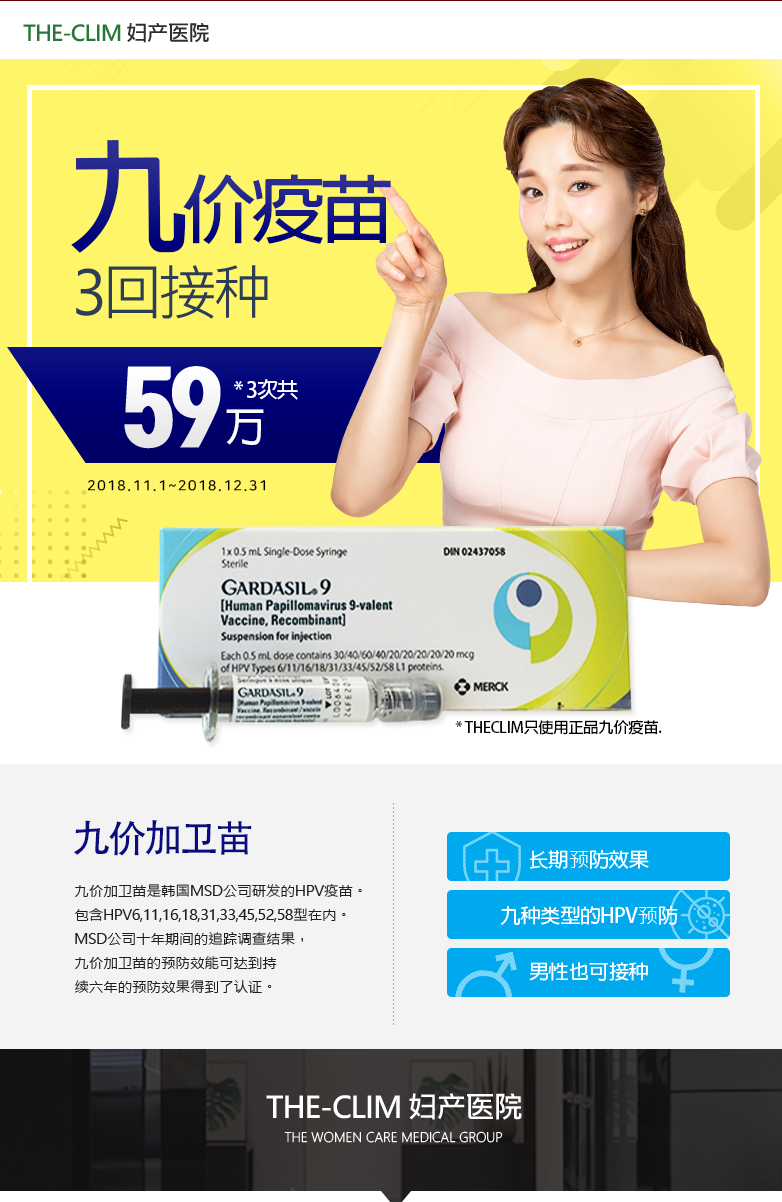 THE-CLIM 妇产医院
九价疫苗
3回接种
59万 *3次共
2018.11.1~2018.12.31
1 x 0.5 mL Single-Dose Syringe
Sterile
DIN 02437058
GARDASIL® 9
[Human Papillomavirus 9-valent
Vaccine, Recombinant]
Suspension for injection
Each 0.5 mL dose contains 30/40/60/40/20/20/20/20/20 mcg
of HPV Types 6/11/16/18/31/33/45/52/58 L1 proteins.
MERCK
GARDASIL® 9
[Human Papillomavirus 9-valent
Vaccine, Recombinant/vaccin
*THECLIM只使用正品九价疫苗.
九价加卫苗
九价加卫苗是韩国MSD公司研发的HPV疫苗。
包含HPV6,11,16,18,31,33,45,52,58型在内。
MSD公司十年期间的追踪调查结果，
九价加卫苗的预防效能可达到持
续六年的预防效果得到了认证。
长期预防效果
九种类型的HPV预防
男性也可接种
THE-CLIM 妇产医院
THE WOMEN CARE MEDICAL GROUP